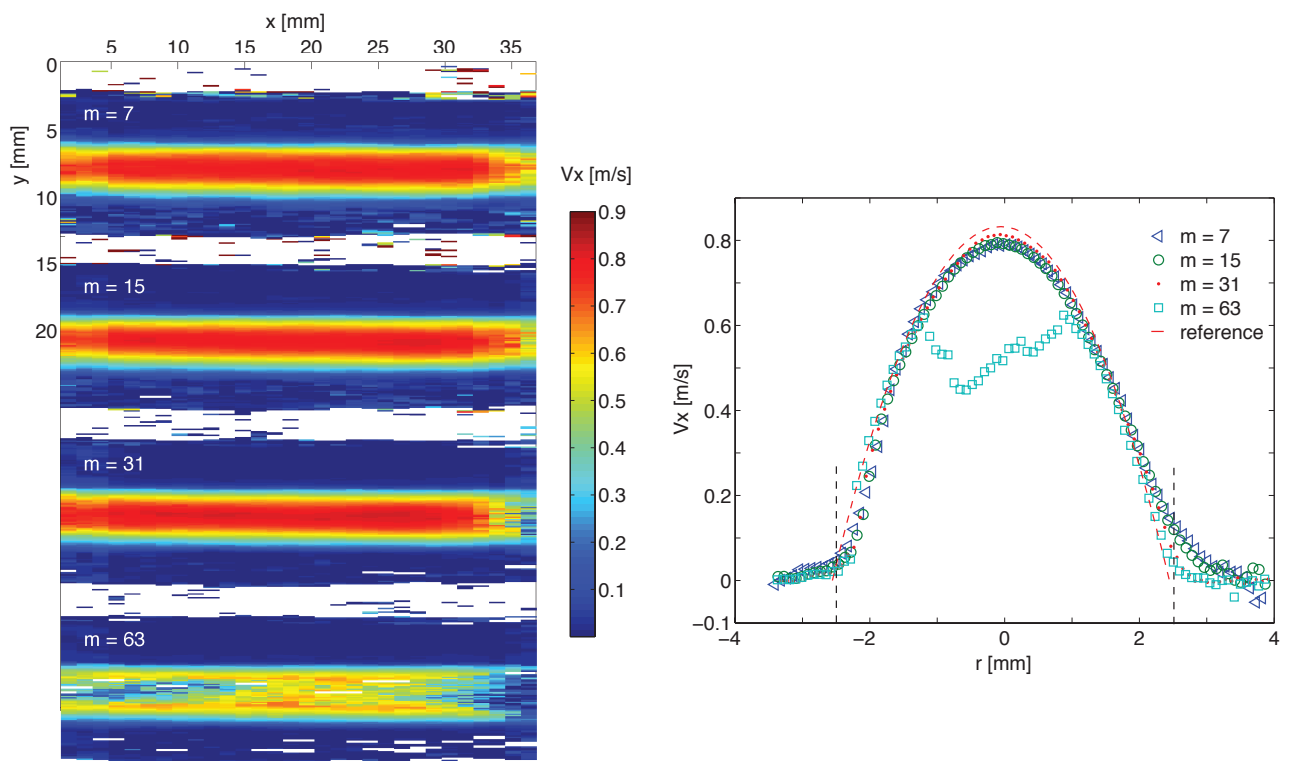 x [mm]
5 10 15 20 25 30 35
0
5
10
15
20
y [mm]
m = 7
m = 15
m = 31
m = 63
Vx [m/s]
0.9
0.8
0.7
0.6
0.5
0.4
0.3
0.2
0.1
0.8
0.6
0.4
0.2
0
−0.1
Vx [m/s]
m = 7
m = 15
m = 31
m = 63
reference
−4 −2 0 2 4
r [mm]